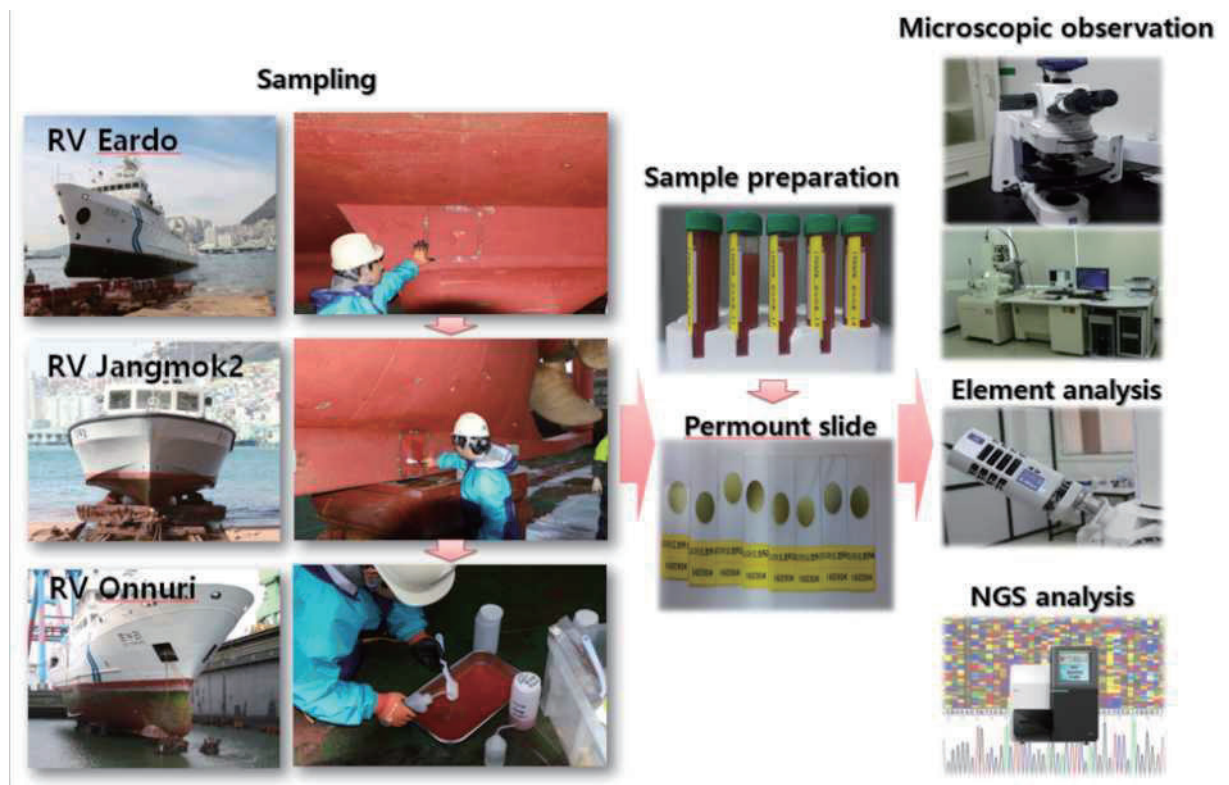 Sampling
RV Eardo
RV Jangmok2
RV Onnuri
Sample preparation
Permount slide
Microscopic observation
Element analysis
NGS analysis